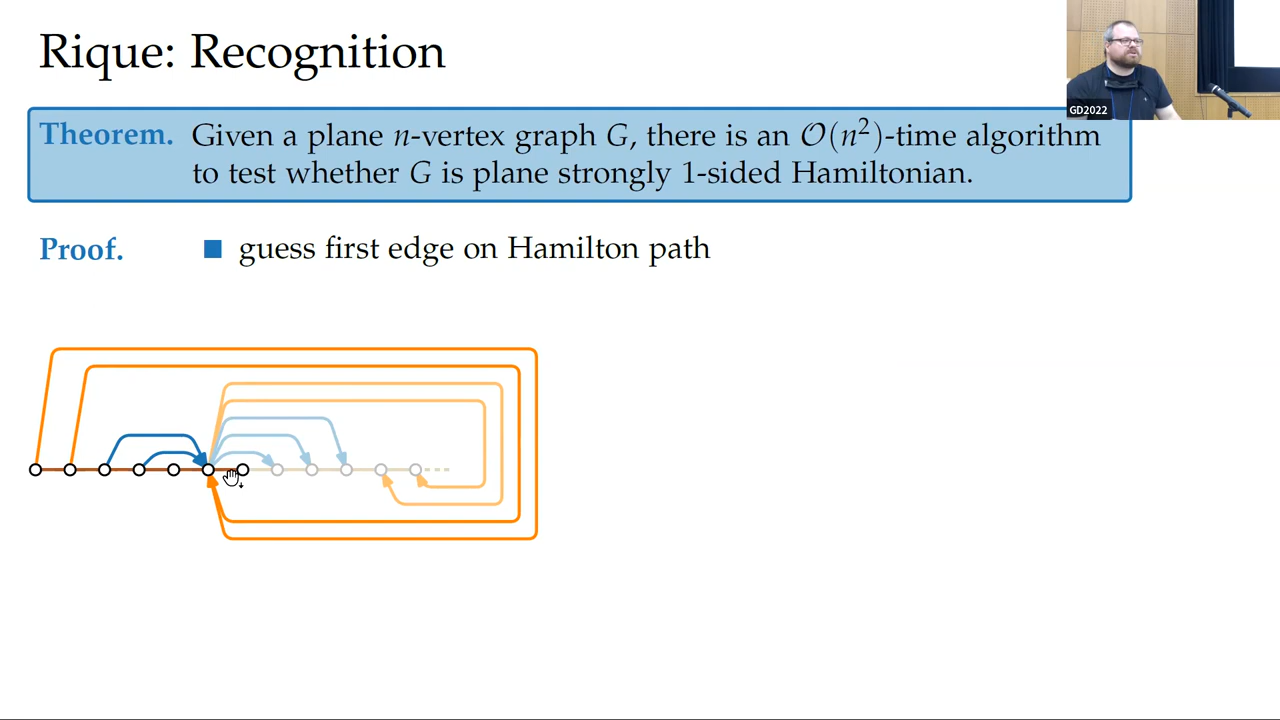 Rique: Recognition
GD2022
Theorem. Given a plane n-vertex graph G, there is an 𝒪(n²)-time algorithm
to test whether G is plane strongly 1-sided Hamiltonian.
Proof. ■ guess first edge on Hamilton path